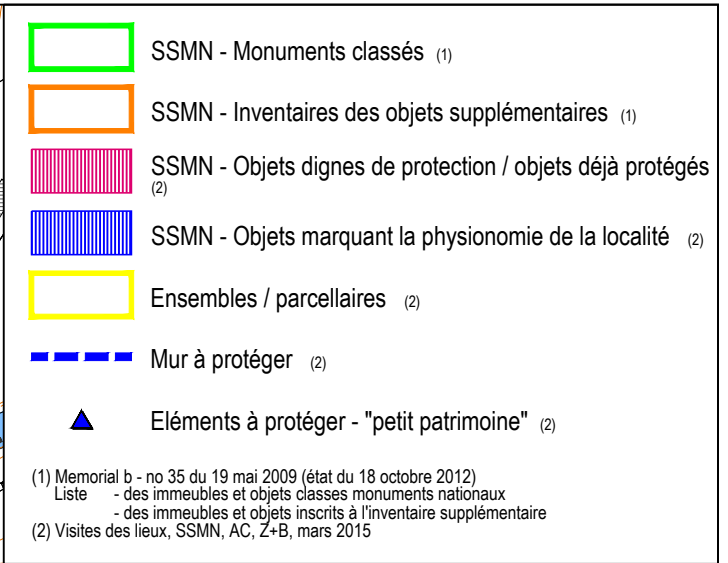 SSMN - Monuments classés (1)
SSMN - Inventaires des objets supplémentaires (1)
SSMN - Objets dignes de protection / objets déjà protégés
(2)
SSMN - Objets marquant la physionomie de la localité (2)
Ensembles / parcellaires (2)
Mur à protéger (2)
Eléments à protéger - "petit patrimoine" (2)
(1) Memorial b - no 35 du 19 mai 2009 (état du 18 octobre 2012)
Liste - des immeubles et objets classes monuments nationaux
- des immeubles et objets inscrits à l'inventaire supplémentaire
(2) Visites des lieux, SSMN, AC, Z+B, mars 2015